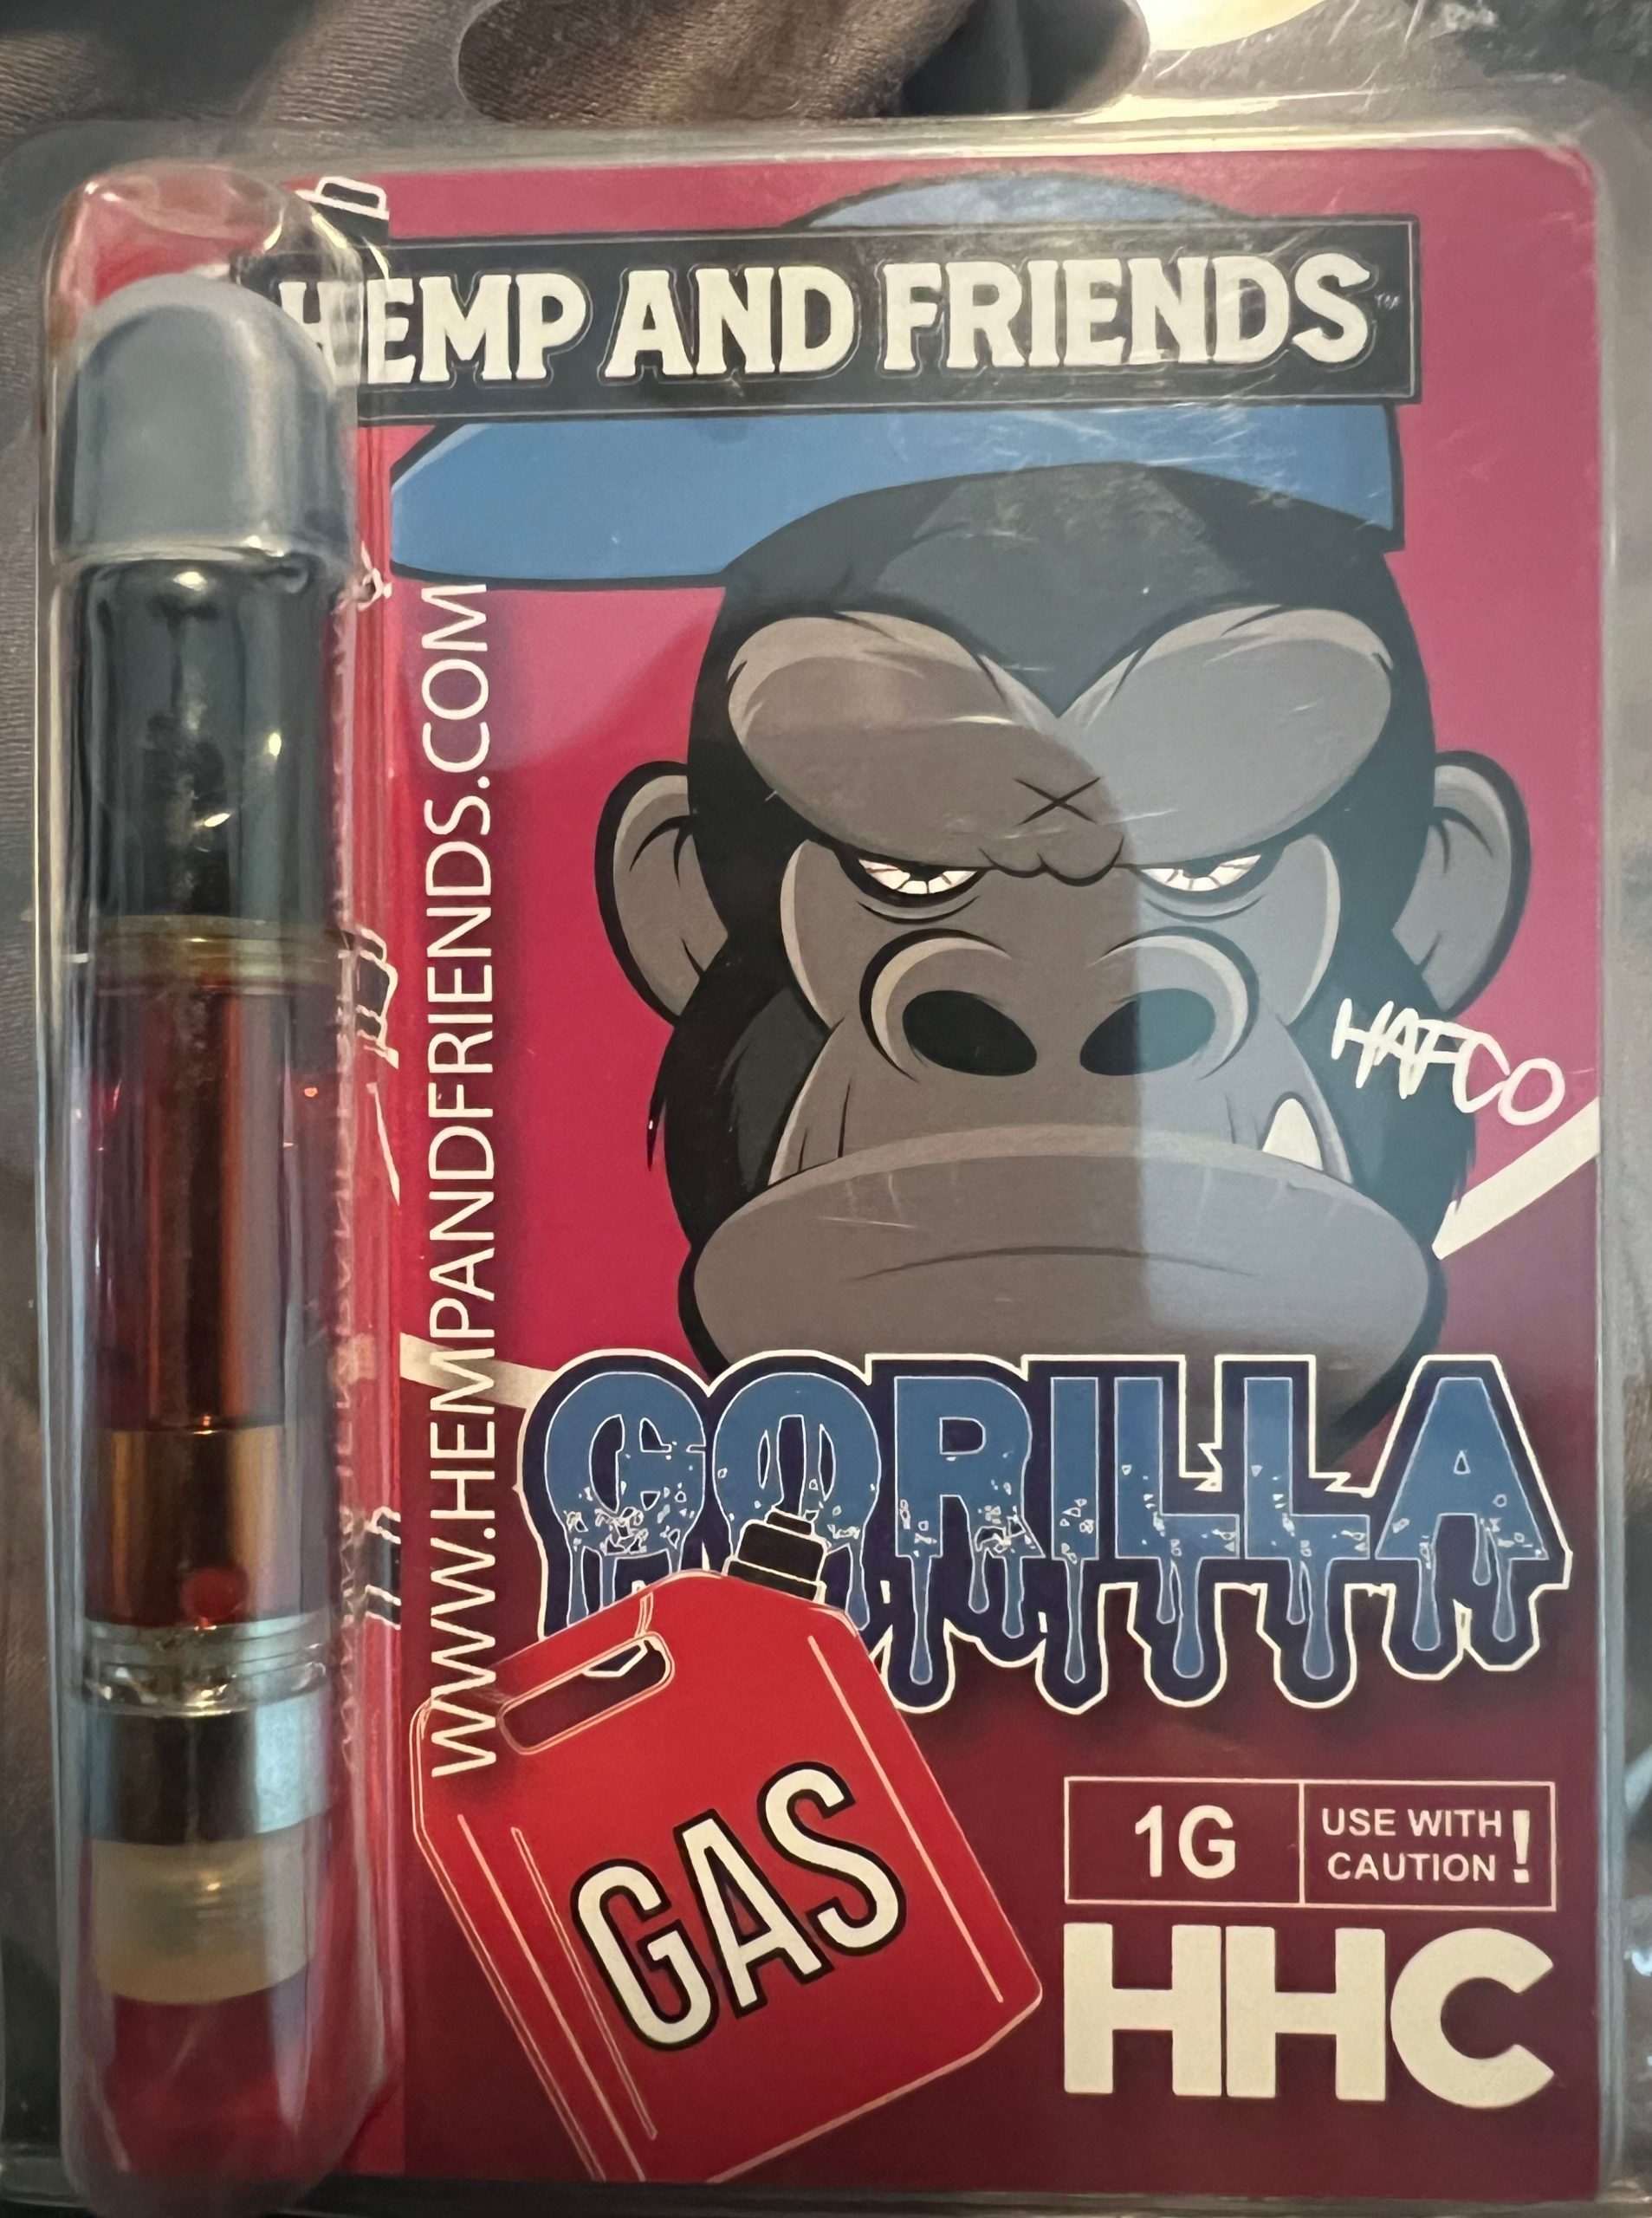 HEMP AND FRIENDS
WWW.HEMPANDFRIENDS.COM
HAFCO
GORILLA
GAS
1G
USE WITH
CAUTION !
HHC